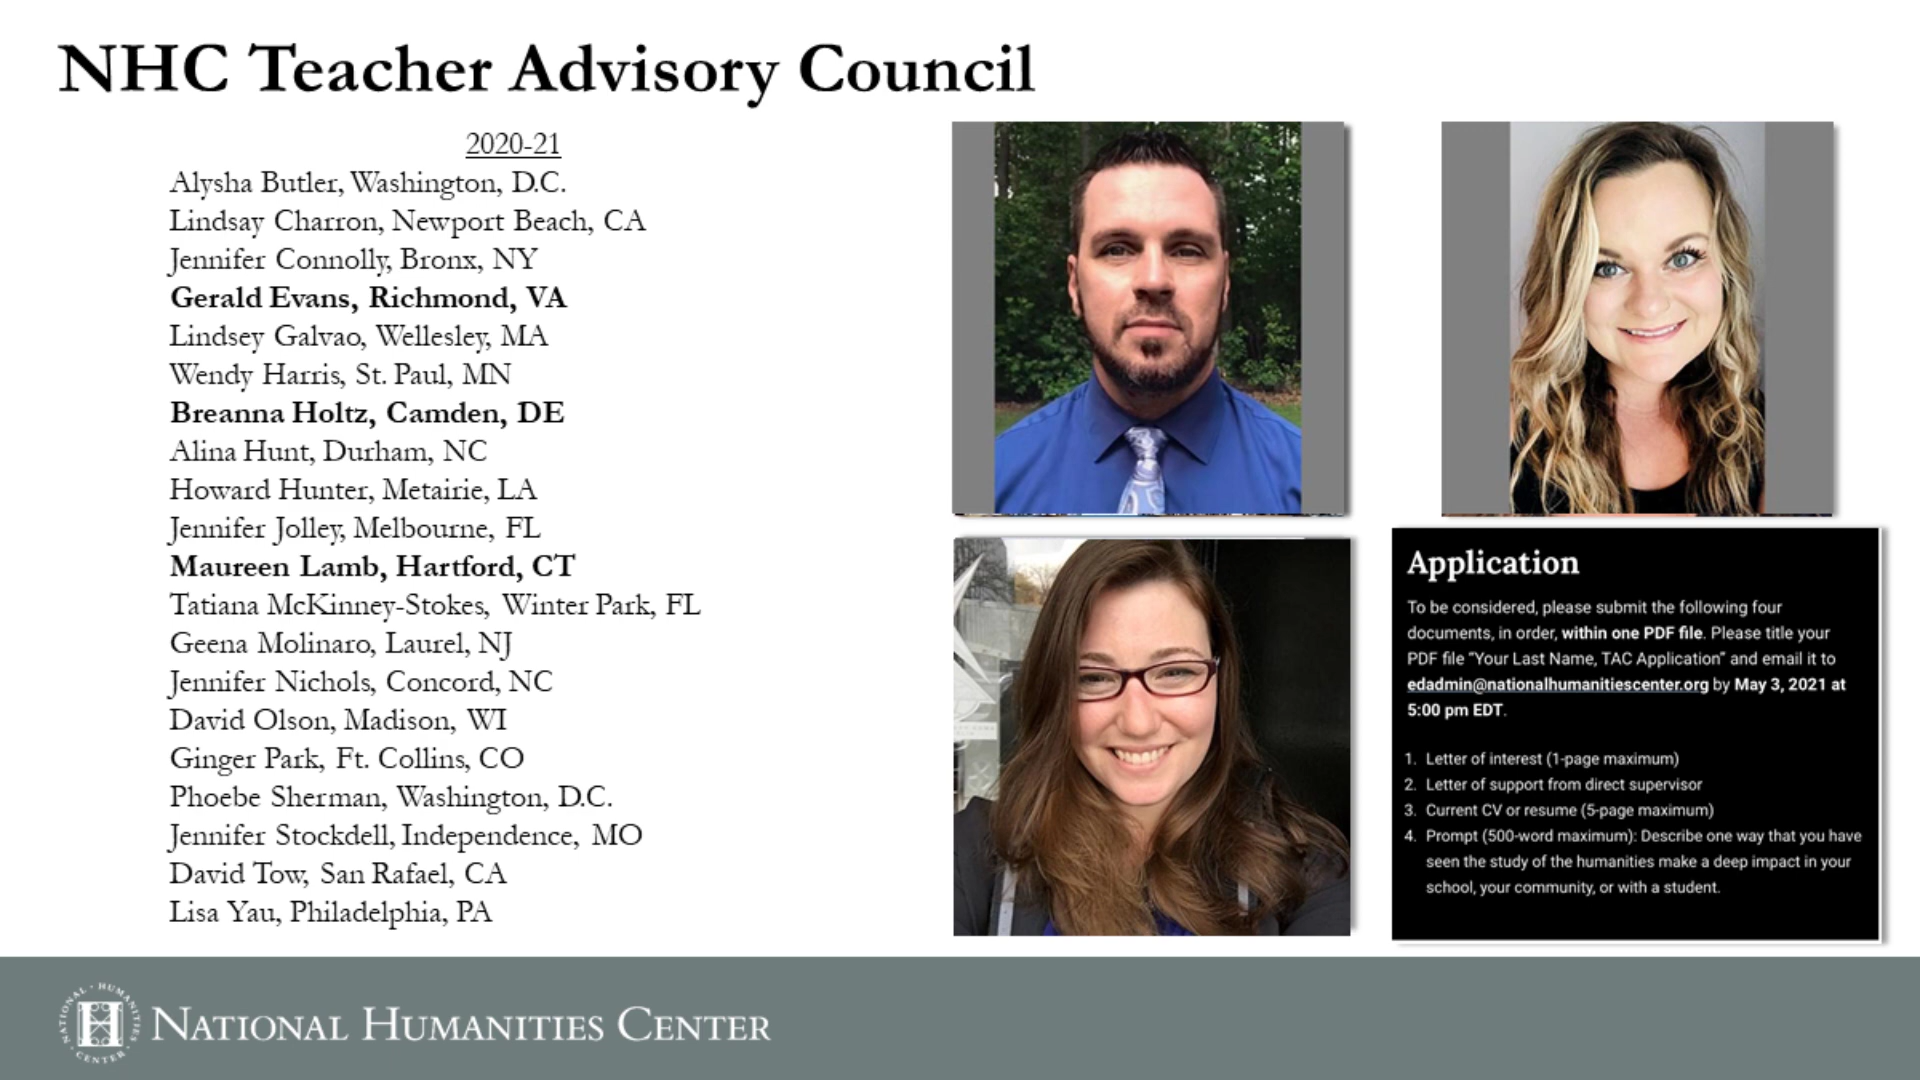 NHC Teacher Advisory Council
2020-21
Alysha Butler, Washington, D.C.
Lindsay Charron, Newport Beach, CA
Jennifer Connolly, Bronx, NY
Gerald Evans, Richmond, VA
Lindsey Galvao, Wellesley, MA
Wendy Harris, St. Paul, MN
Breanna Holtz, Camden, DE
Alina Hunt, Durham, NC
Howard Hunter, Metairie, LA
Jennifer Jolley, Melbourne, FL
Maureen Lamb, Hartford, CT
Tatiana McKinney-Stokes, Winter Park, FL
Geena Molinaro, Laurel, NJ
Jennifer Nichols, Concord, NC
David Olson, Madison, WI
Ginger Park, Ft. Collins, CO
Phoebe Sherman, Washington, D.C.
Jennifer Stockdell, Independence, MO
David Tow, San Rafael, CA
Lisa Yau, Philadelphia, PA
Application
To be considered, please submit the following four
documents, in order, within one PDF file. Please title your
PDF file “Your Last Name, TAC Application” and email it to
edadmin@nationalhumanitiescenter.org by May 3, 2021 at
5:00 pm EDT.
1. Letter of interest (1-page maximum)
2. Letter of support from direct supervisor
3. Current CV or resume (5-page maximum)
4. Prompt (500-word maximum): Describe one way that you have
seen the study of the humanities make a deep impact in your
school, your community, or with a student.
NATIONAL · HUMANITIES · CENTER ·
H
NATIONAL HUMANITIES CENTER